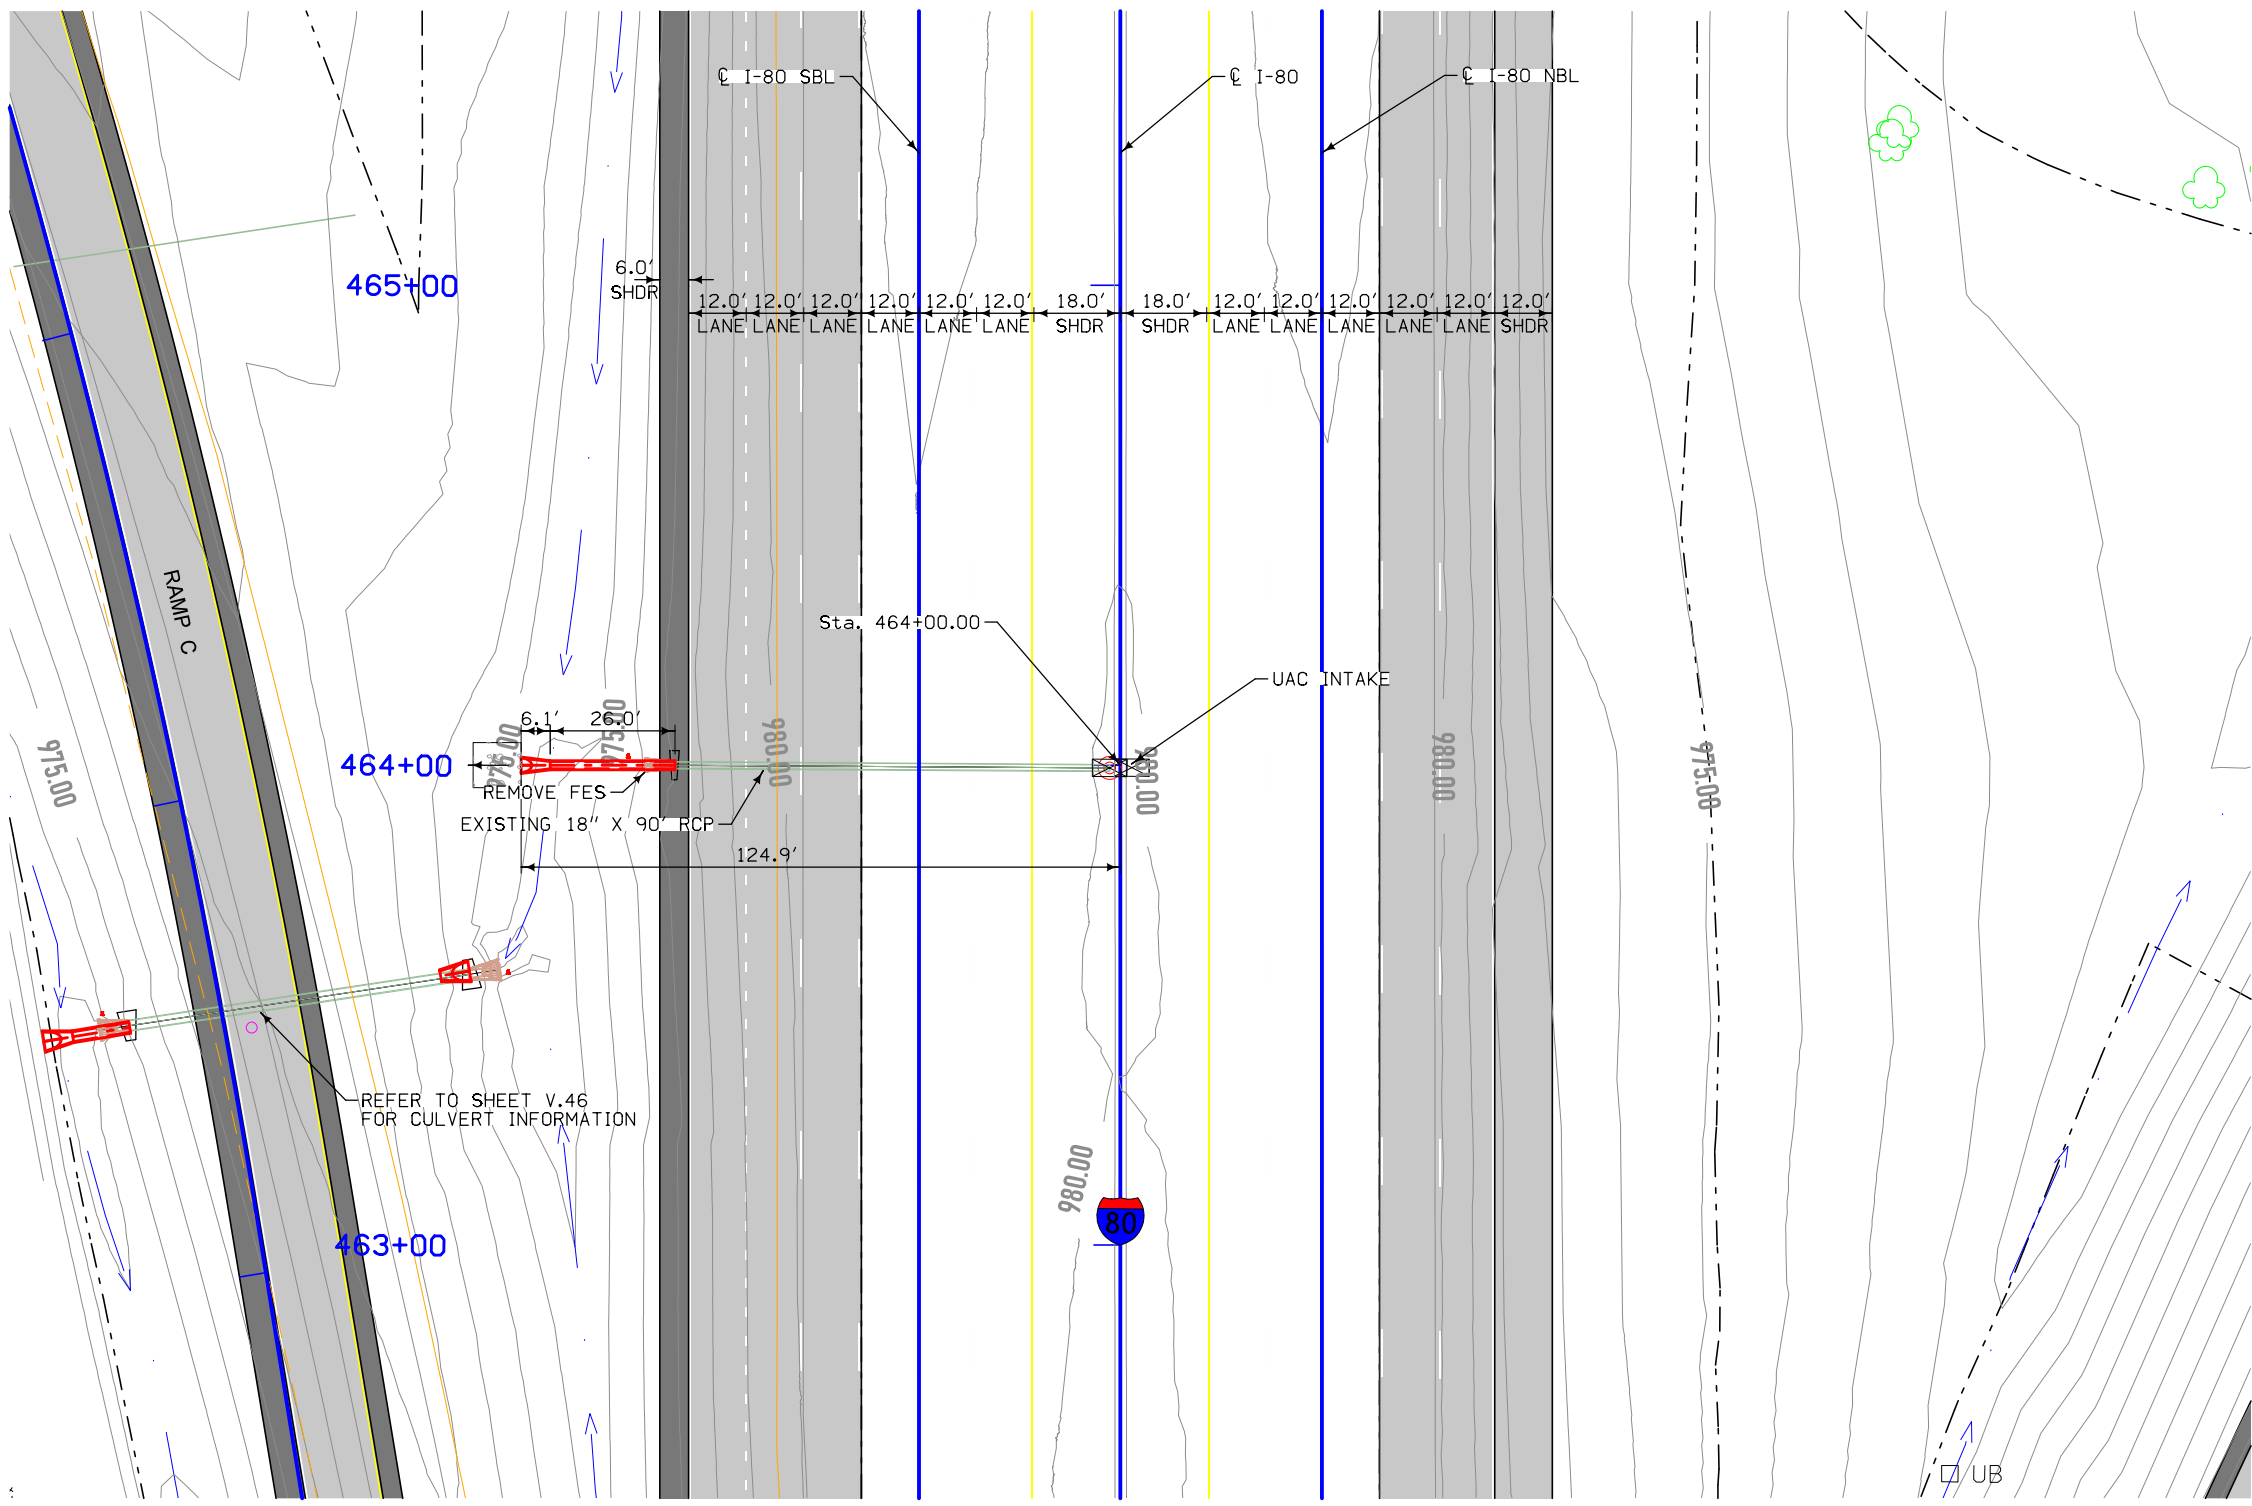 ℄ I-80 SBL
℄ I-80
℄ I-80 NBL
465+00
6.0'
SHDR
12.0' 12.0' 12.0' 12.0' 12.0' 12.0' 18.0' 18.0' 12.0' 12.0' 12.0' 12.0' 12.0' 12.0'
LANE LANE LANE LANE LANE LANE SHDR SHDR LANE LANE LANE LANE LANE SHDR
RAMP C
Sta. 464+00.00
UAC INTAKE
6.1' 26.0'
975.00
975.00
975.00
980.00
980.00
980.00
975.00
464+00
REMOVE FES
EXISTING 18" X 90' RCP
124.9'
REFER TO SHEET V.46
FOR CULVERT INFORMATION
980.00
80
463+00
UB